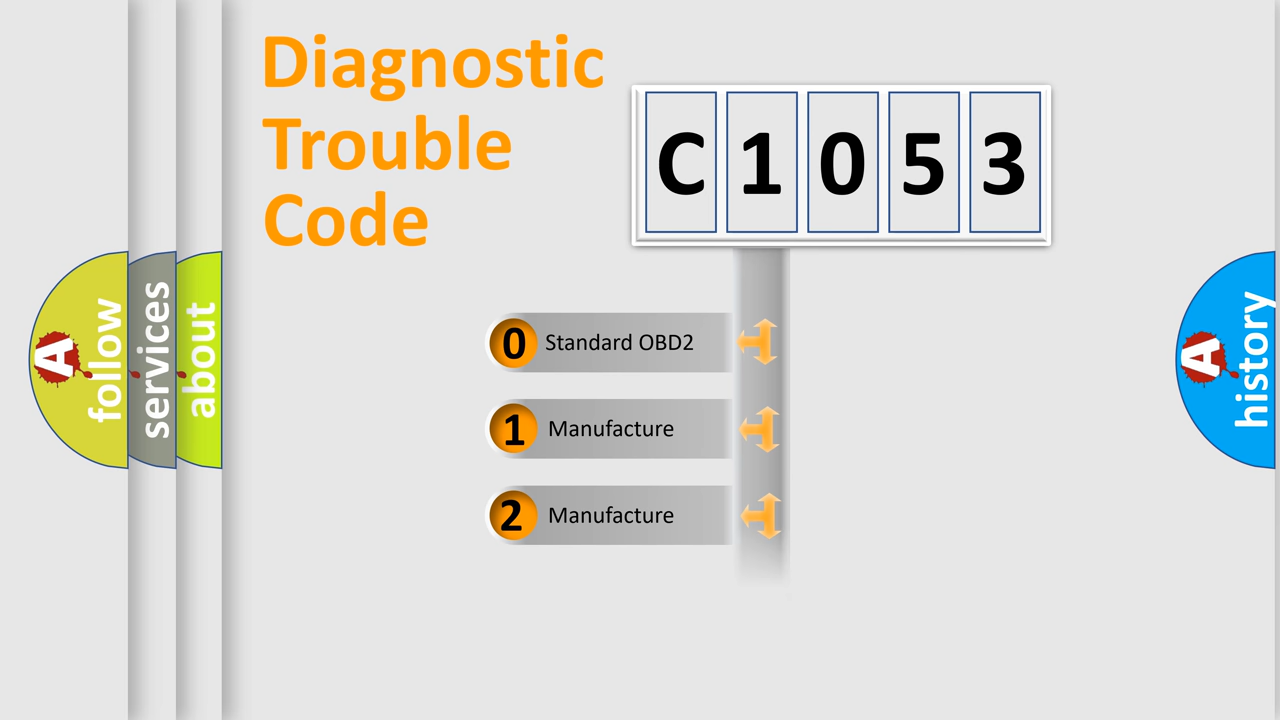 Diagnostic
Trouble
Code
C 1 0 5 3
0 Standard OBD2
1 Manufacture
2 Manufacture
A follow
services
about
A history